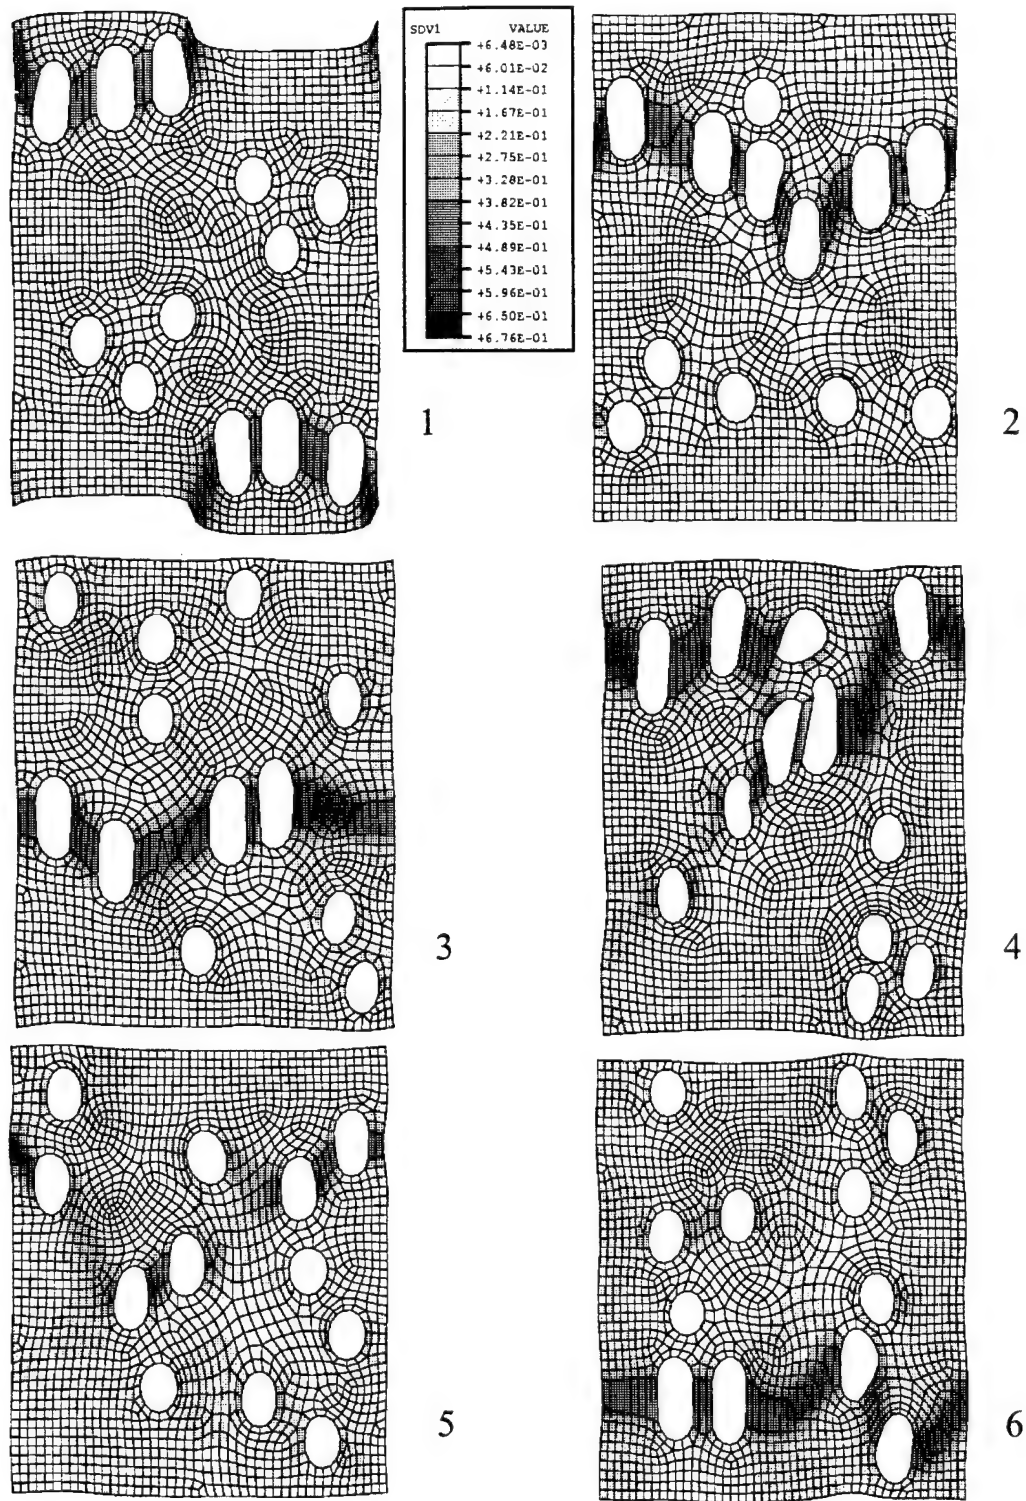 SDV1 VALUE
+6.48E-03
+6.01E-02
+1.14E-01
+1.67E-01
+2.21E-01
+2.75E-01
+3.28E-01
+3.82E-01
+4.35E-01
+4.89E-01
+5.43E-01
+5.96E-01
+6.50E-01
+6.76E-01
1
2
3
4
5
6